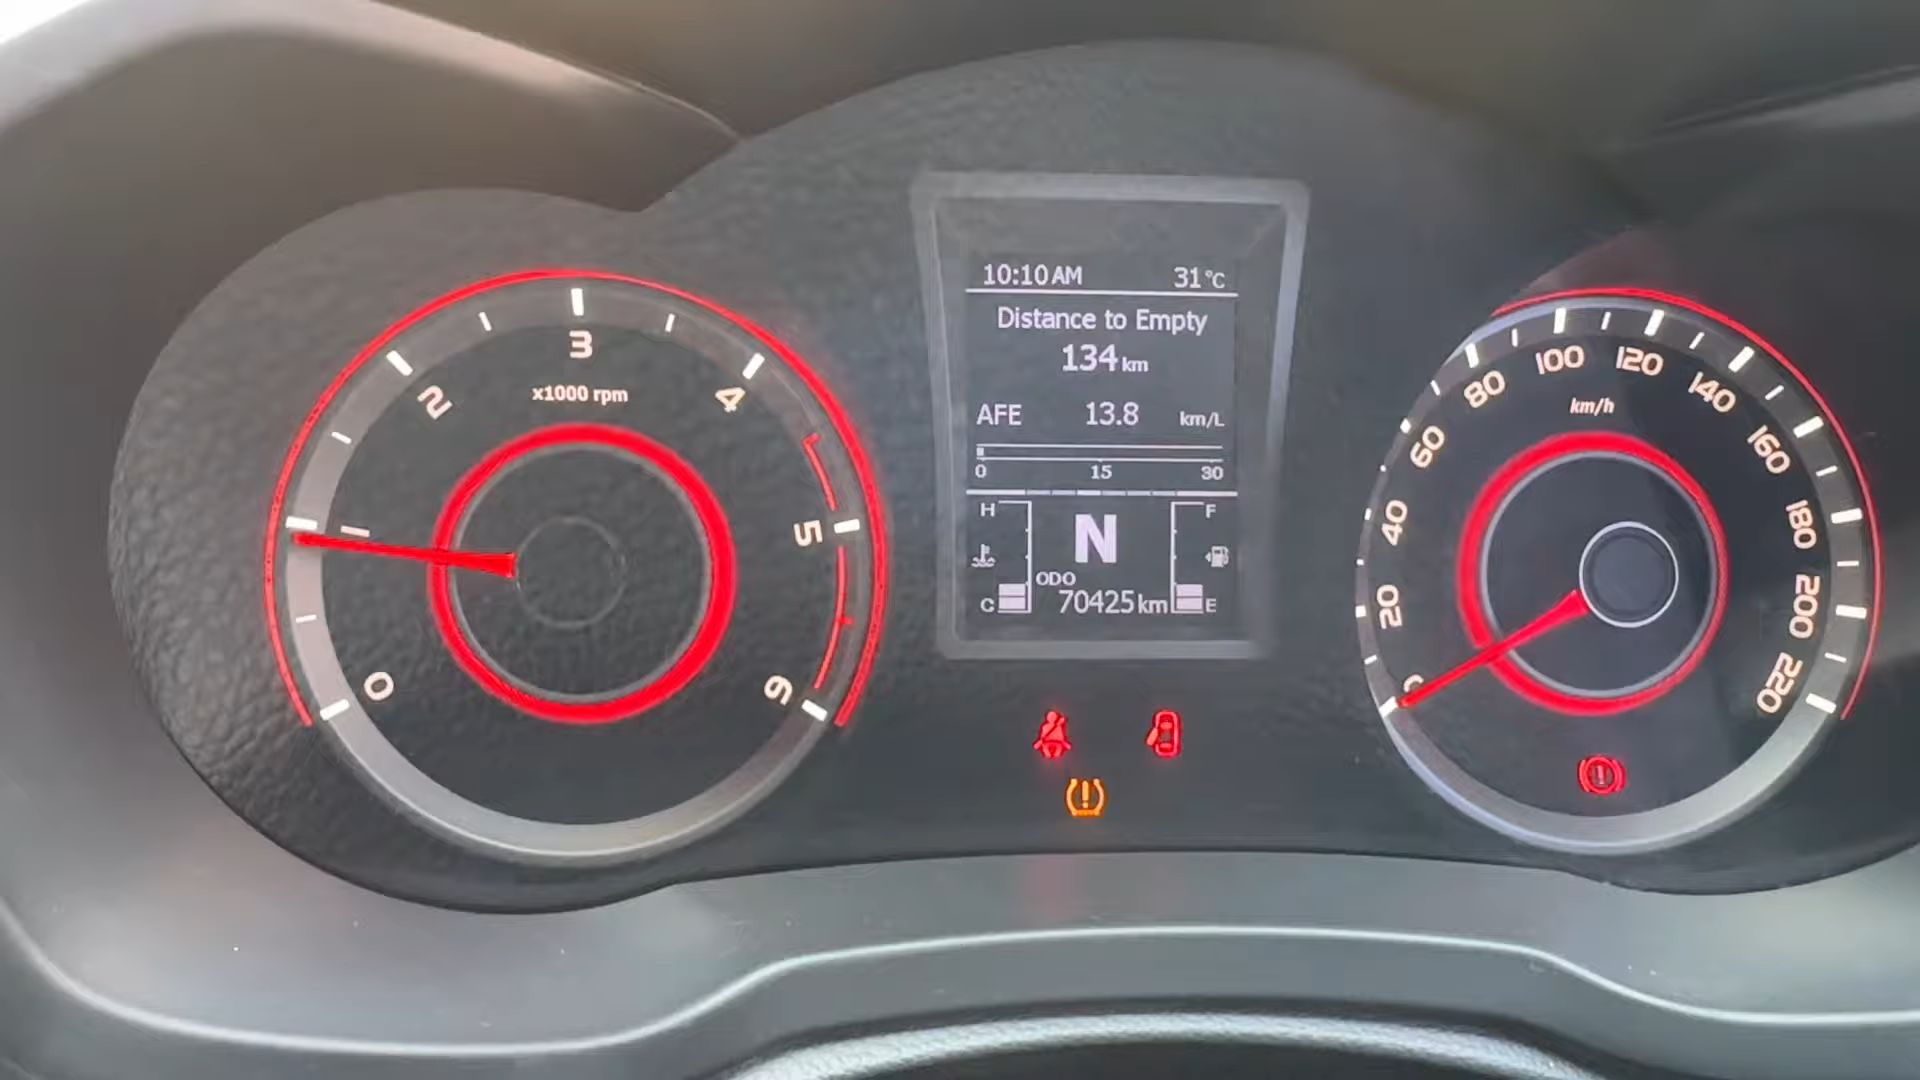 10:10 AM 31°C
Distance to Empty
134 km
AFE 13.8 km/L
0 15 30
H F
N
ODO
C 70425 km E
0 1 2 3 4 5 6
x1000 rpm
0 20 40 60 80 100 120 140 160 180 200 220
km/h